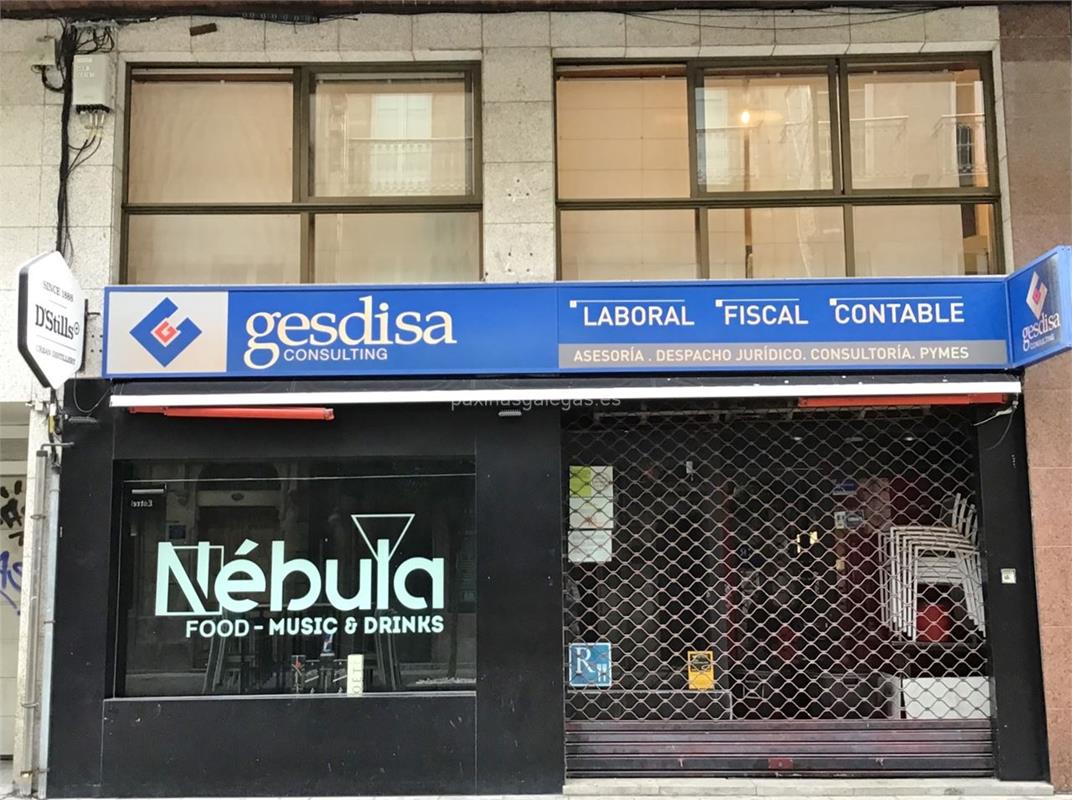 SINCE 1888
D'Stills
URBAN DISTILLERY
gesdisa
CONSULTING
LABORAL FISCAL CONTABLE
ASESORÍA . DESPACHO JURÍDICO. CONSULTORÍA. PYMES
gesdisa
CONSULTING
paxinasgalegas.es
Nébula
FOOD - MUSIC & DRINKS
R